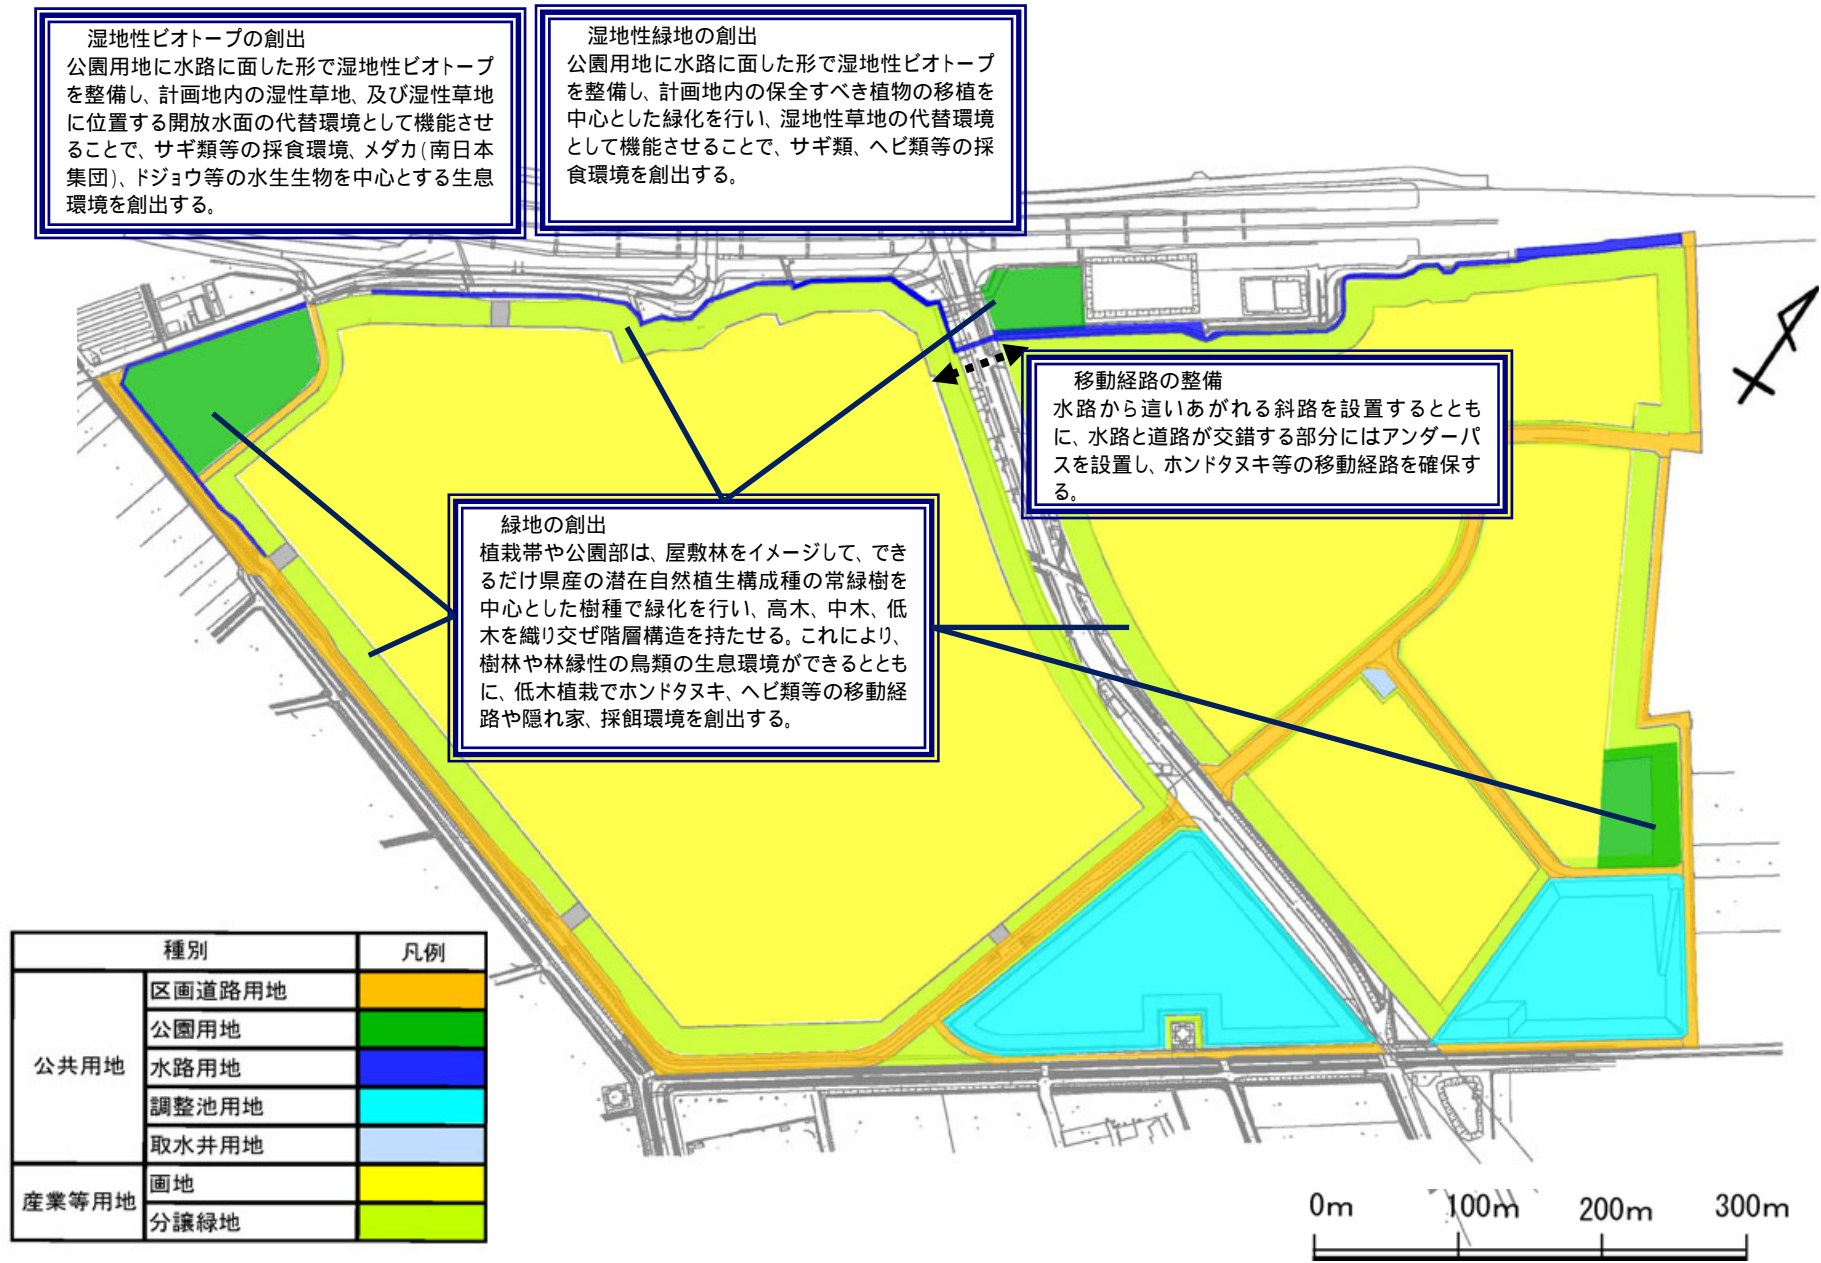 湿地性ビオトープの創出
公園用地に水路に面した形で湿地性ビオトープ
を整備し、計画地内の湿性草地、及び湿性草地
に位置する開放水面の代替環境として機能させ
ることで、サギ類等の採食環境、メダカ(南日本
集団)、ドジョウ等の水生生物を中心とする生息
環境を創出する。
湿地性緑地の創出
公園用地に水路に面した形で湿地性ビオトープ
を整備し、計画地内の保全すべき植物の移植を
中心とした緑化を行い、湿地性草地の代替環境
として機能させることで、サギ類、ヘビ類等の採
食環境を創出する。
移動経路の整備
水路から這いあがれる斜路を設置するととも
に、水路と道路が交錯する部分にはアンダーパ
スを設置し、ホンドタヌキ等の移動経路を確保す
る。
緑地の創出
植栽帯や公園部は、屋敷林をイメージして、でき
るだけ県産の潜在自然植生構成種の常緑樹を
中心とした樹種で緑化を行い、高木、中木、低
木を織り交ぜ階層構造を持たせる。これにより、
樹林や林縁性の鳥類の生息環境ができるととも
に、低木植栽でホンドタヌキ、ヘビ類等の移動経
路や隠れ家、採餌環境を創出する。
種別 凡例
公共用地
区画道路用地
公園用地
水路用地
調整池用地
取水井用地
産業等用地
画地
分譲緑地
0m 100m 200m 300m